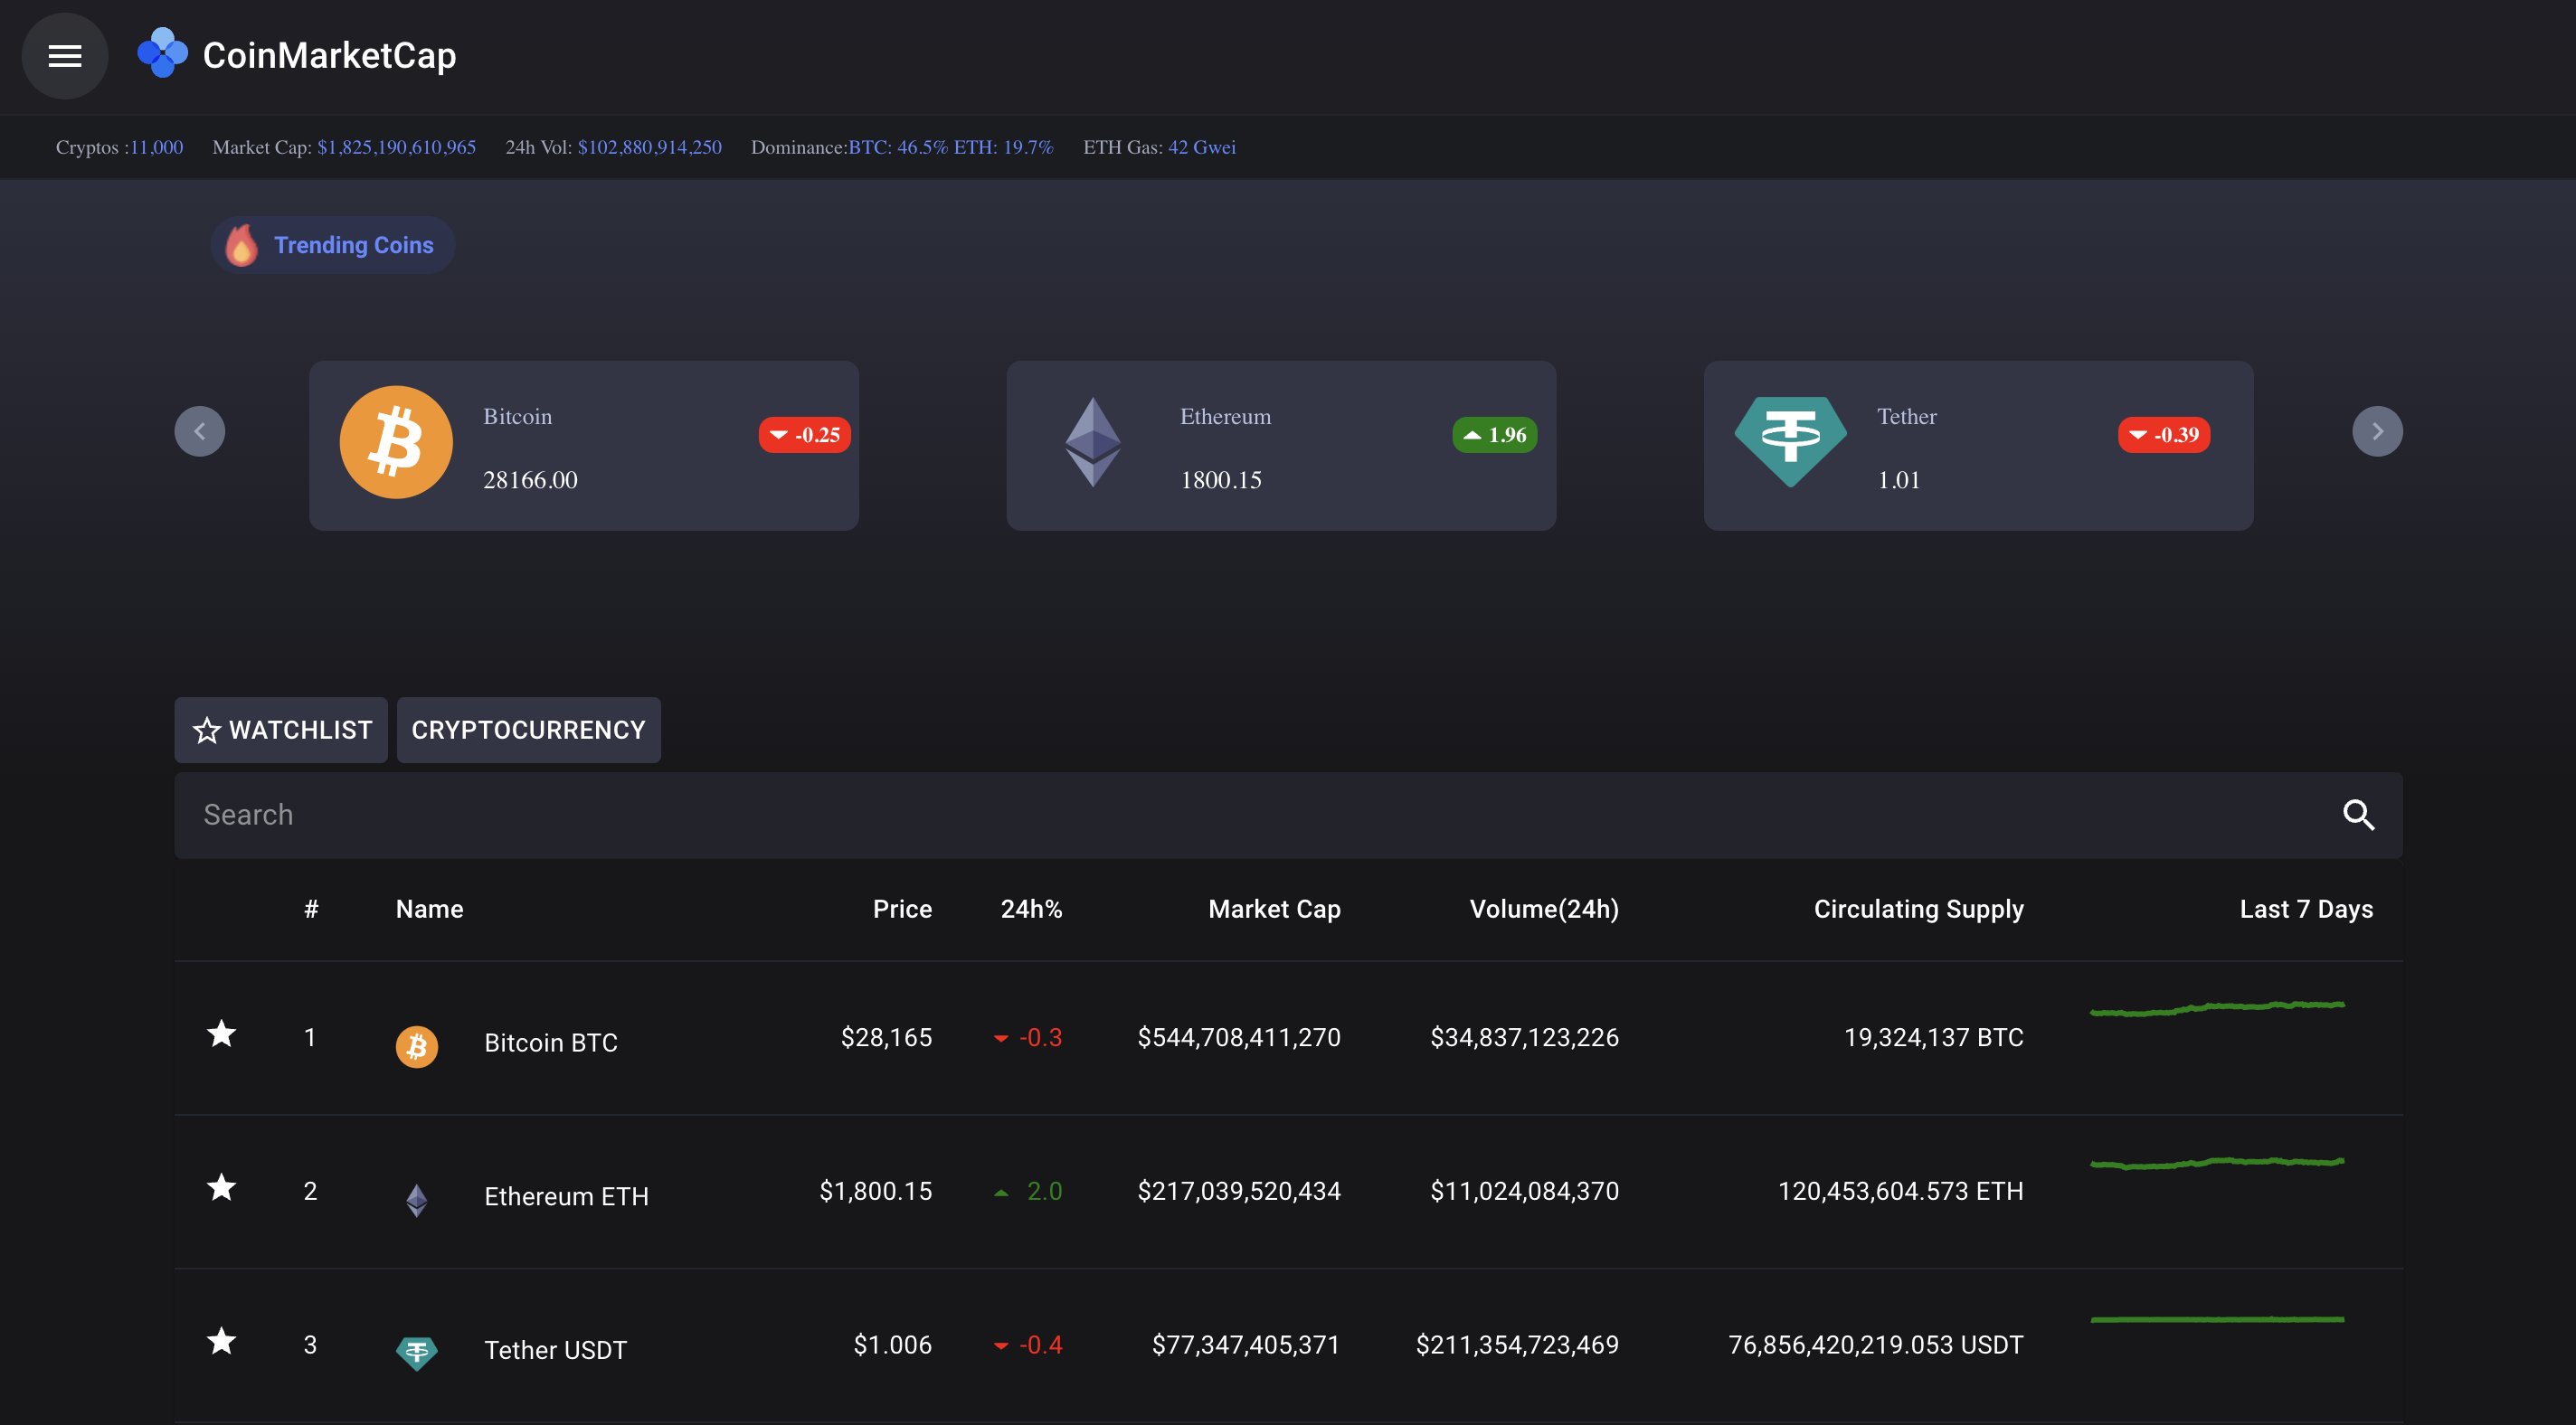 CoinMarketCap
Cryptos :11,000 Market Cap: $1,825,190,610,965 24h Vol: $102,880,914,250 Dominance:BTC: 46.5% ETH: 19.7% ETH Gas: 42 Gwei
Trending Coins
Bitcoin
-0.25
28166.00
Ethereum
1.96
1800.15
Tether
-0.39
1.01
WATCHLIST CRYPTOCURRENCY
Search
# Name Price 24h% Market Cap Volume(24h) Circulating Supply Last 7 Days
1 Bitcoin BTC $28,165 -0.3 $544,708,411,270 $34,837,123,226 19,324,137 BTC
2 Ethereum ETH $1,800.15 2.0 $217,039,520,434 $11,024,084,370 120,453,604.573 ETH
3 Tether USDT $1.006 -0.4 $77,347,405,371 $211,354,723,469 76,856,420,219.053 USDT